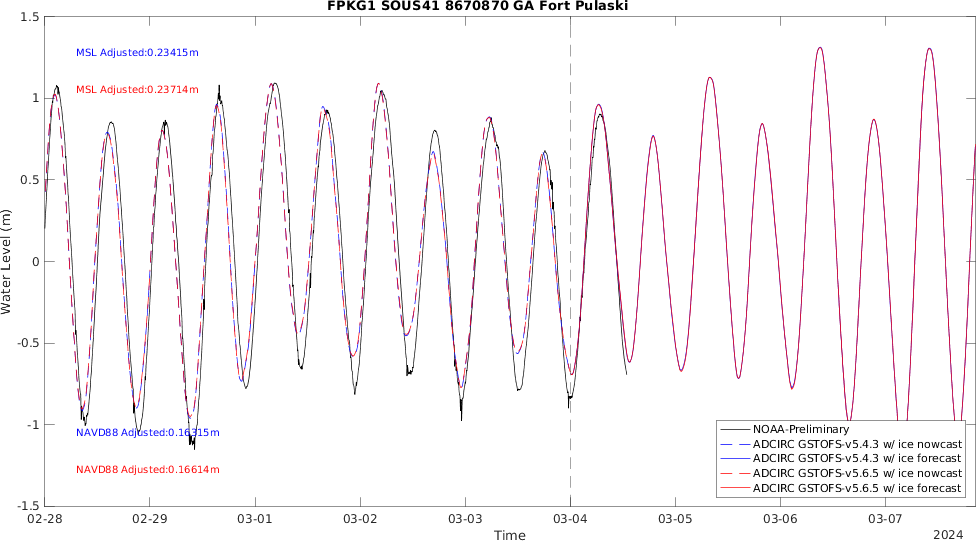 FPKG1 SOUS41 8670870 GA Fort Pulaski
Water Level (m)
1.5
1
0.5
0
-0.5
-1
-1.5
MSL Adjusted:0.23415m
MSL Adjusted:0.23714m
NAVD88 Adjusted:0.16315m
NAVD88 Adjusted:0.16614m
NOAA-Preliminary
ADCIRC GSTOFS-v5.4.3 w/ ice nowcast
ADCIRC GSTOFS-v5.4.3 w/ ice forecast
ADCIRC GSTOFS-v5.6.5 w/ ice nowcast
ADCIRC GSTOFS-v5.6.5 w/ ice forecast
02-28 02-29 03-01 03-02 03-03 03-04 03-05 03-06 03-07
Time
2024